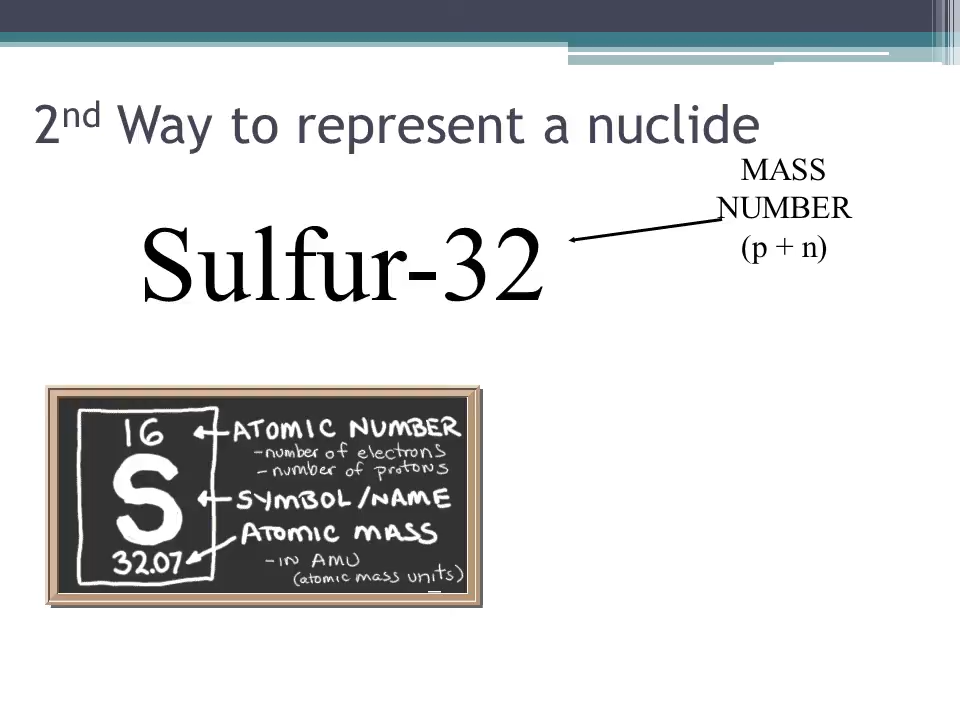 2nd Way to represent a nuclide
MASS
NUMBER
(p + n)
Sulfur-32
16
ATOMIC NUMBER
-number of electrons
- number of protons
S
SYMBOL/NAME
ATOMIC MASS
32.07
-IN AMU
(atomic mass units)